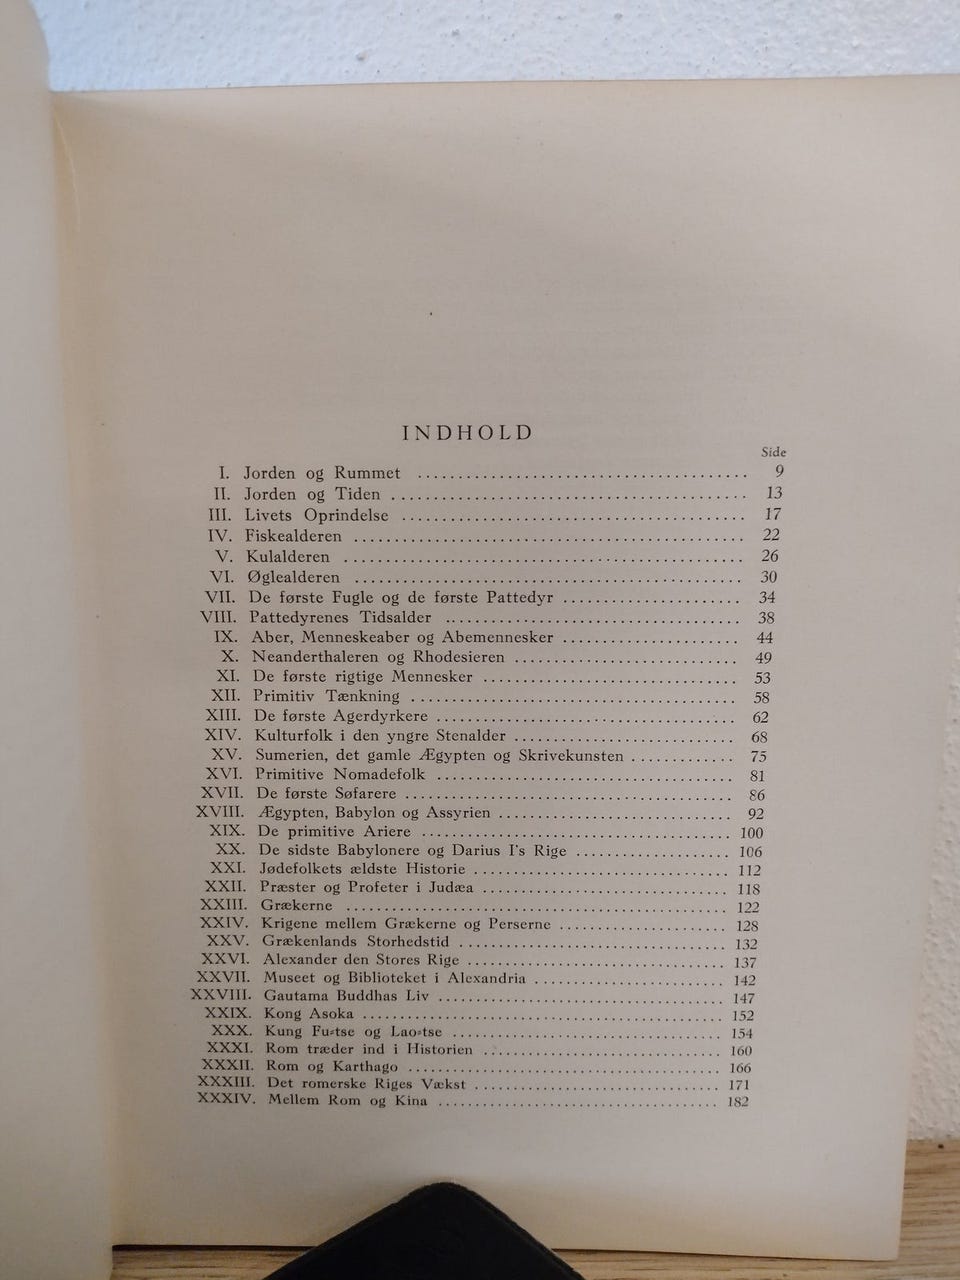 INDHOLD
Side
I. Jorden og Rummet ........................................ 9
II. Jorden og Tiden ........................................... 13
III. Livets Oprindelse .......................................... 17
IV. Fiskealderen ................................................ 22
V. Kulalderen ................................................. 26
VI. Øglealderen ................................................ 30
VII. De første Fugle og de første Pattedyr ...................... 34
VIII. Pattedyrenes Tidsalder .................................... 38
IX. Aber, Menneskeaber og Abemennesker ...................... 44
X. Neanderthaleren og Rhodesieren ............................ 49
XI. De første rigtige Mennesker ................................ 53
XII. Primitiv Tænkning ........................................ 58
XIII. De første Agerdyrkere ..................................... 62
XIV. Kulturfolk i den yngre Stenalder ............................ 68
XV. Sumerien, det gamle Ægypten og Skrivekunsten ............. 75
XVI. Primitive Nomadefolk ..................................... 81
XVII. De første Søfarere ......................................... 86
XVIII. Ægypten, Babylon og Assyrien .............................. 92
XIX. De primitive Ariere ....................................... 100
XX. De sidste Babylonere og Darius I's Rige .................... 106
XXI. Jødefolkets ældste Historie ................................. 112
XXII. Præster og Profeter i Judæa ................................ 118
XXIII. Grækerne .................................................. 122
XXIV. Krigene mellem Grækerne og Perserne ...................... 128
XXV. Grækenlands Storhedstid ................................... 132
XXVI. Alexander den Stores Rige .................................. 137
XXVII. Museet og Biblioteket i Alexandria .......................... 142
XXVIII. Gautama Buddhas Liv ...................................... 147
XXIX. Kong Asoka ................................................ 152
XXX. Kung Fu-tse og Lao-tse .................................... 154
XXXI. Rom træder ind i Historien ................................. 160
XXXII. Rom og Karthago .......................................... 166
XXXIII. Det romerske Riges Vækst ................................. 171
XXXIV. Mellem Rom og Kina ....................................... 182